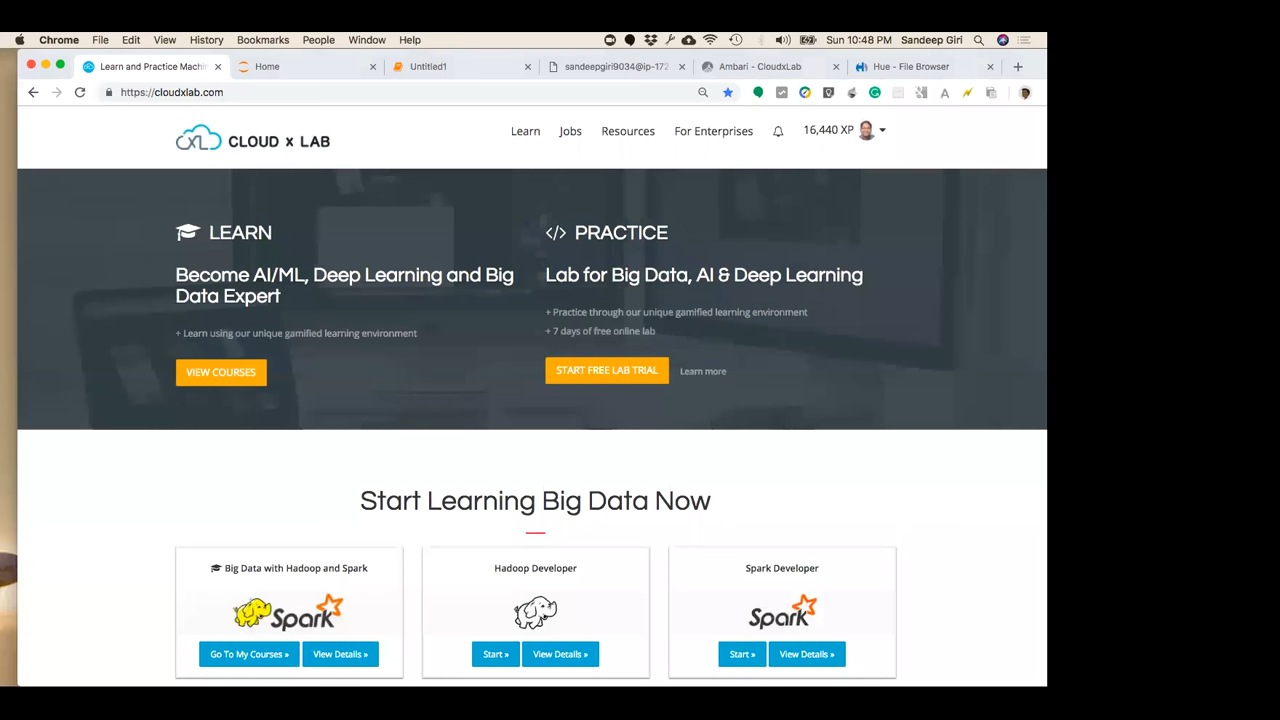 Chrome File Edit View History Bookmarks People Window Help Sun 10:48 PM Sandeep Giri
Learn and Practice Machin Home Untitled1 sandeepgiri9034@ip-172 Ambari - CloudxLab Hue - File Browser
https://cloudxlab.com
CLOUD x LAB Learn Jobs Resources For Enterprises 16,440 XP
LEARN
Become AI/ML, Deep Learning and Big
Data Expert
+ Learn using our unique gamified learning environment
VIEW COURSES
</> PRACTICE
Lab for Big Data, AI & Deep Learning
+ Practice through our unique gamified learning environment
+ 7 days of free online lab
START FREE LAB TRIAL Learn more
Start Learning Big Data Now
Big Data with Hadoop and Spark
Spark
Go To My Courses » View Details »
Hadoop Developer
Start » View Details »
Spark Developer
Spark
Start » View Details »